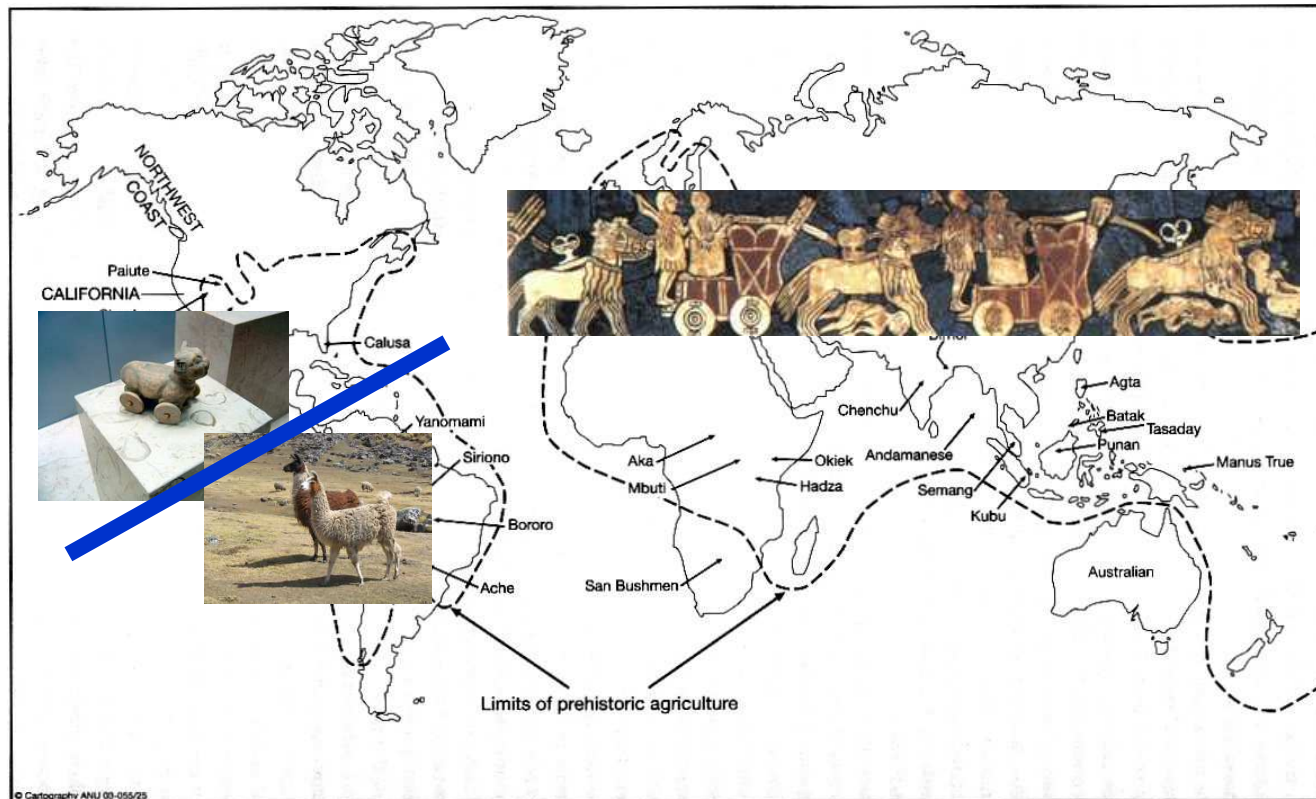 NORTHWEST
COAST
Paiute
CALIFORNIA
Calusa
Yanomami
Siriono
Bororo
Ache
Aka
Mbuti
San Bushmen
Okiek
Hadza
Chenchu
Andamanese
Semang
Kubu
Agta
Batak
Tasaday
Punan
Manus True
Australian
Limits of prehistoric agriculture
© Cartography ANU 03-055/25